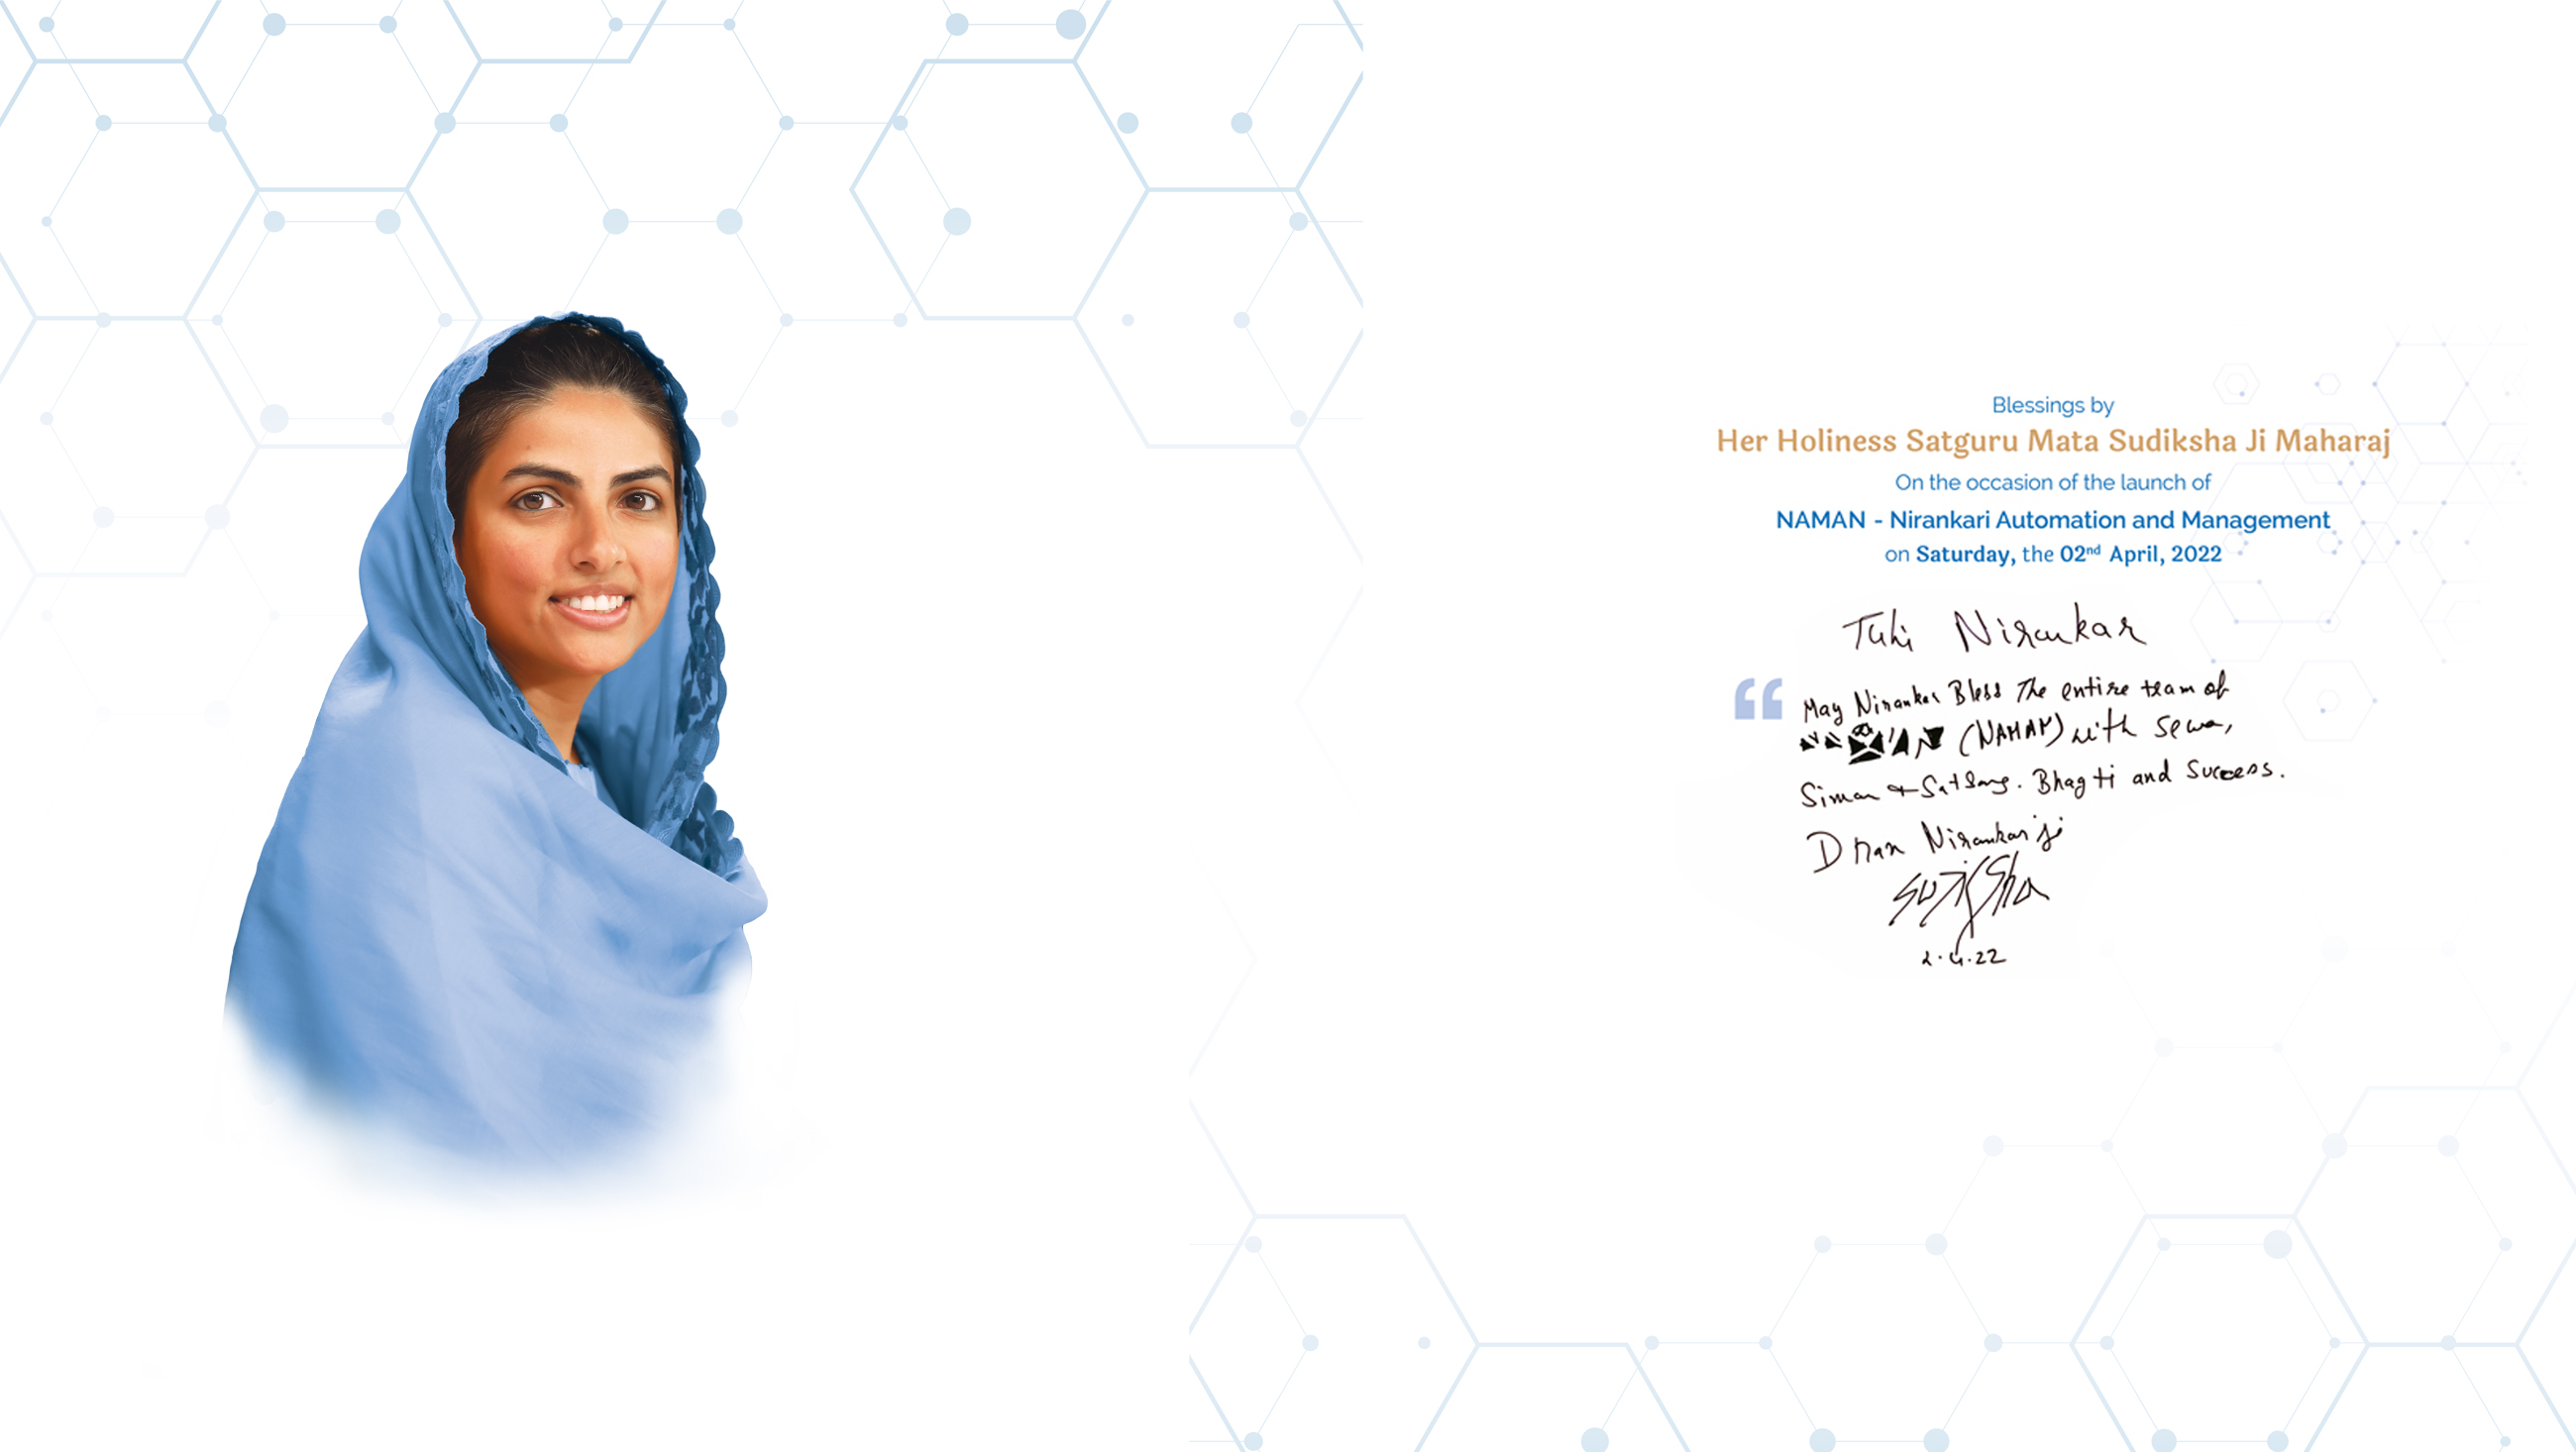 Blessings by
Her Holiness Satguru Mata Sudiksha Ji Maharaj
On the occasion of the launch of
NAMAN - Nirankari Automation and Management
on Saturday, the 02nd April, 2022
Tuhi Nirankar
“
May Nirankar Bless The entire team of
(NAMAN) with sewa,
Simran + Satsang. Bhagti and Success.
Dhan Nirankar ji
Sudiksha
2.4.22